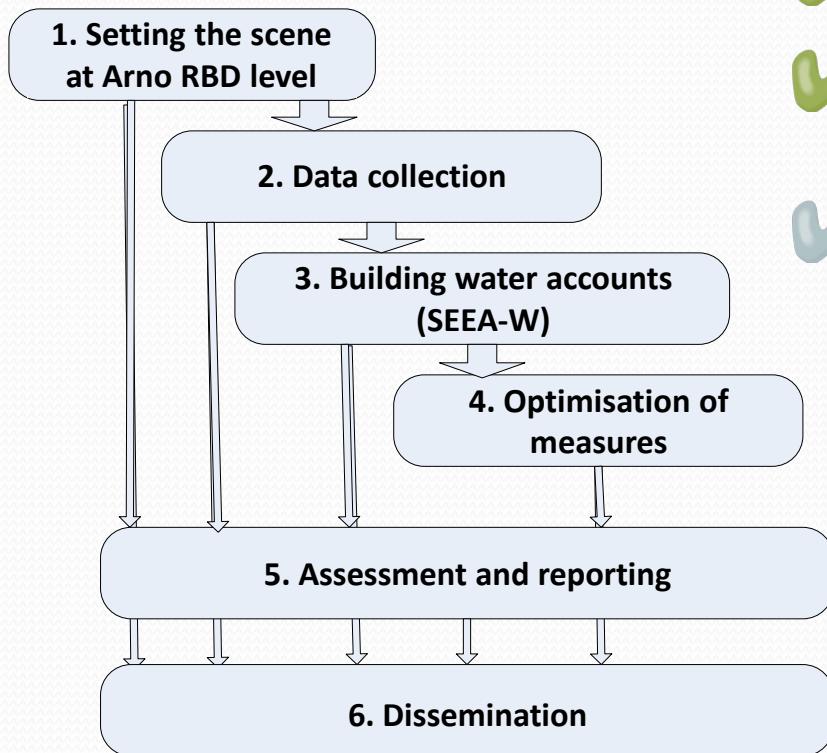 1. Setting the scene
at Arno RBD level
2. Data collection
3. Building water accounts
(SEEA-W)
4. Optimisation of
measures
5. Assessment and reporting
6. Dissemination